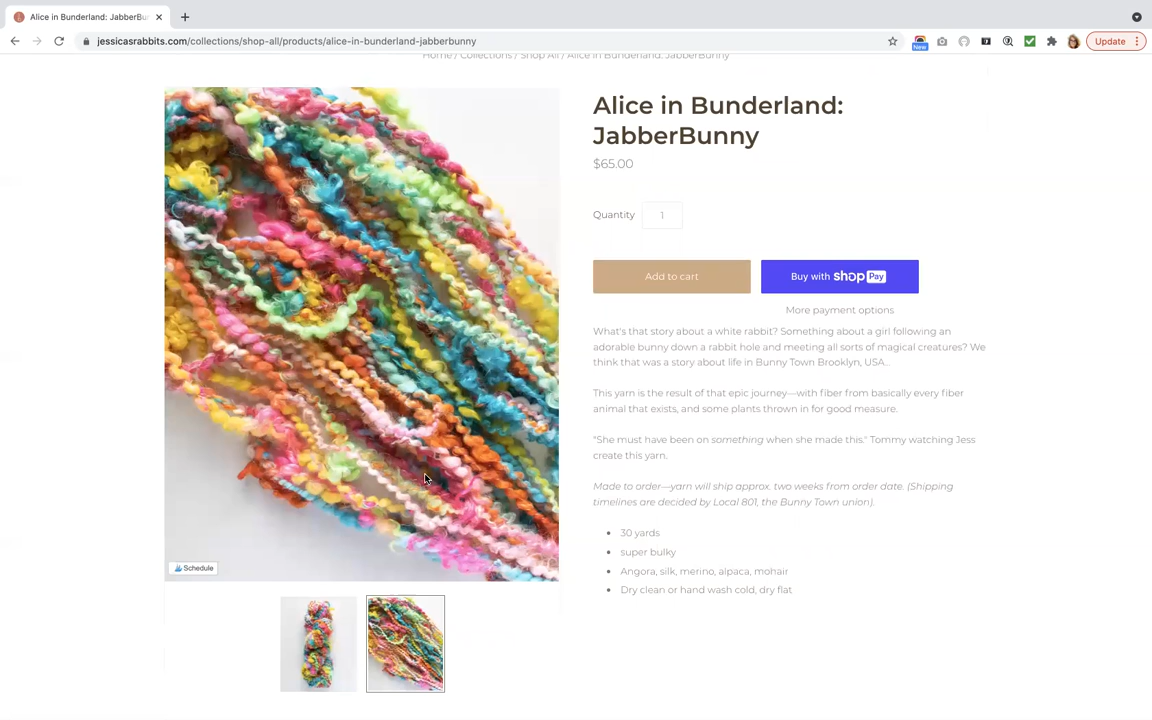 Alice in Bunderland: JabberBun
jessicasrabbits.com/collections/shop-all/products/alice-in-bunderland-jabberbunny
New
Update
Home / Collections / Shop All / Alice in Bunderland: JabberBunny
Alice in Bunderland:
JabberBunny
$65.00
Quantity 1
Add to cart
Buy with shop Pay
More payment options
What's that story about a white rabbit? Something about a girl following an
adorable bunny down a rabbit hole and meeting all sorts of magical creatures? We
think that was a story about life in Bunny Town Brooklyn, USA...
This yarn is the result of that epic journey—with fiber from basically every fiber
animal that exists, and some plants thrown in for good measure.
"She must have been on something when she made this." Tommy watching Jess
create this yarn.
Made to order—yarn will ship approx. two weeks from order date. (Shipping
timelines are decided by Local 801, the Bunny Town union).
• 30 yards
• super bulky
• Angora, silk, merino, alpaca, mohair
• Dry clean or hand wash cold, dry flat
Schedule